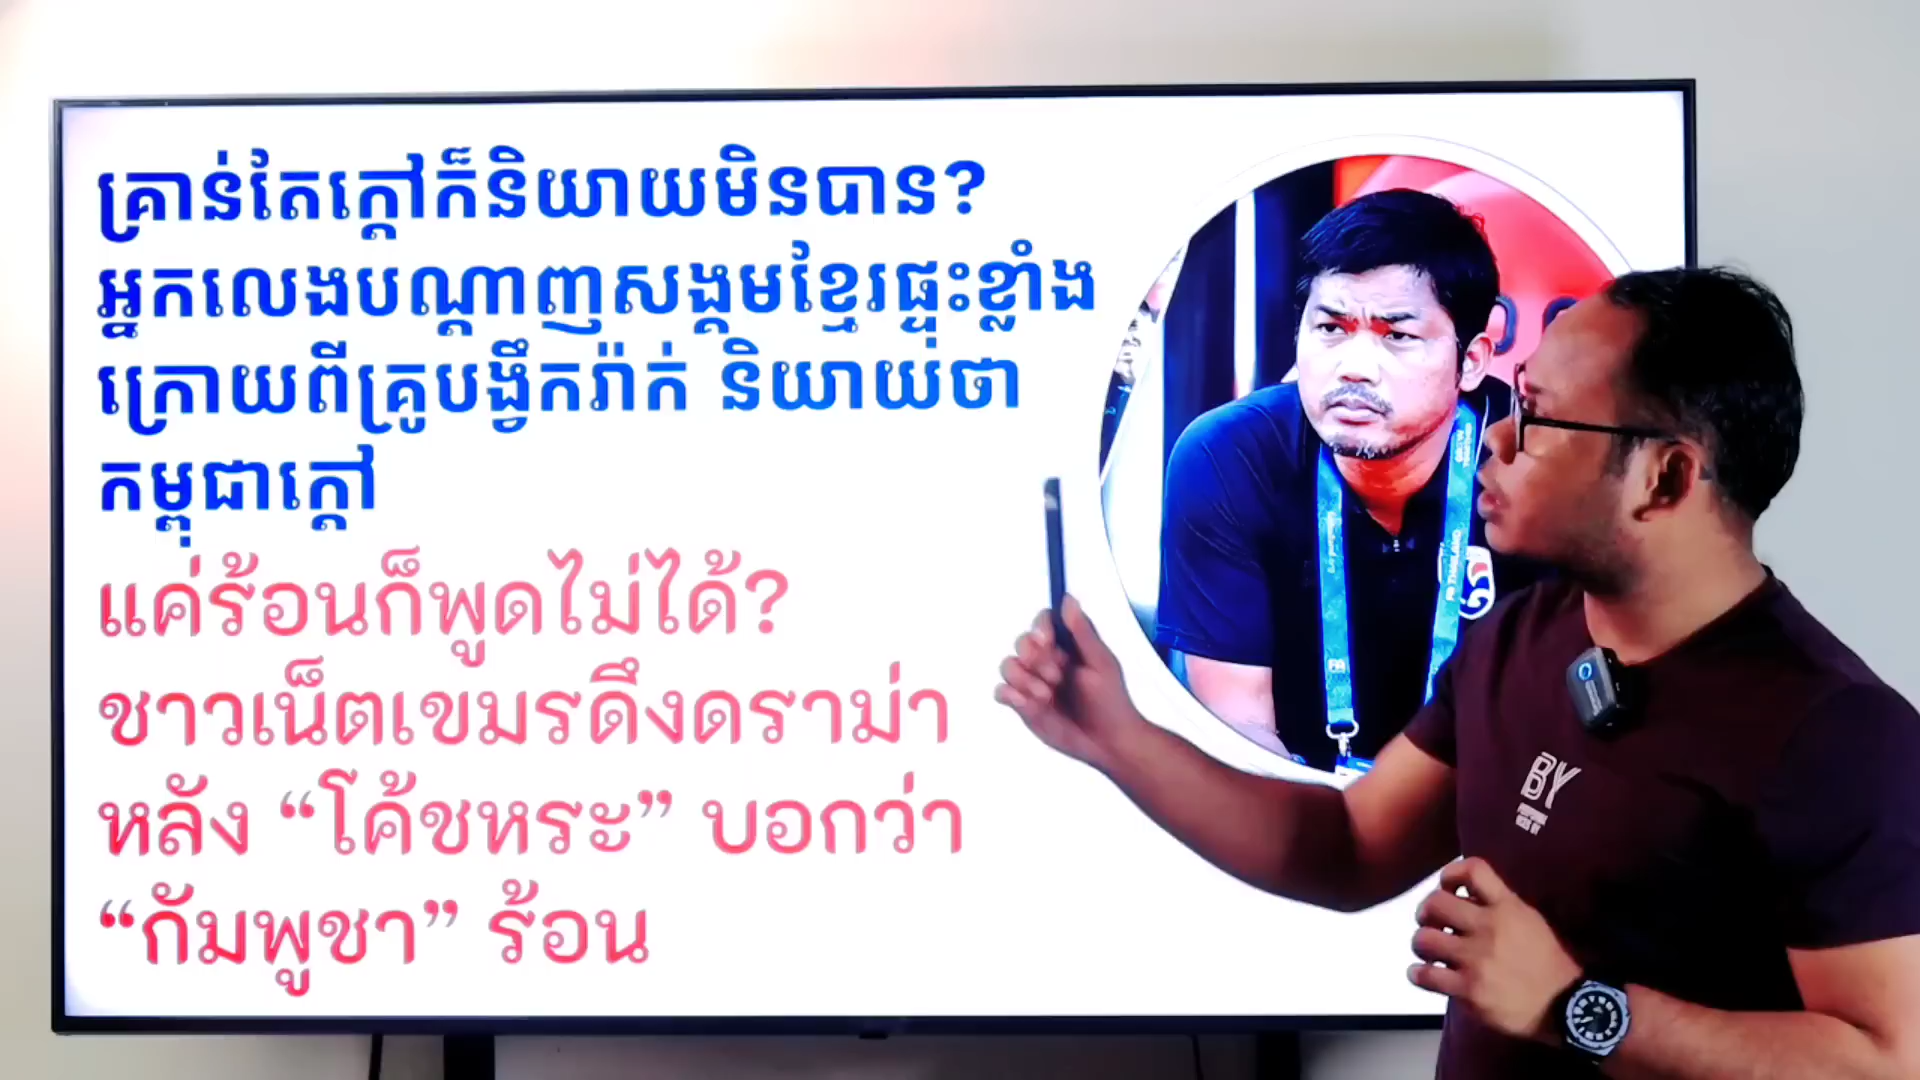 គ្រាន់តែក្ដៅក៏និយាយមិនបាន?
អ្នកលេងបណ្ដាញសង្គមខ្មែរផ្ទុះខ្លាំង
ក្រោយពីគ្រូបង្វឹករ៉ាក់ និយាយថា
កម្ពុជាក្ដៅ
แค่ร้อนก็พูดไม่ได้?
ชาวเน็ตเขมรดึงดราม่า
หลัง “โค้ชหระ” บอกว่า
“กัมพูชา” ร้อน
BY